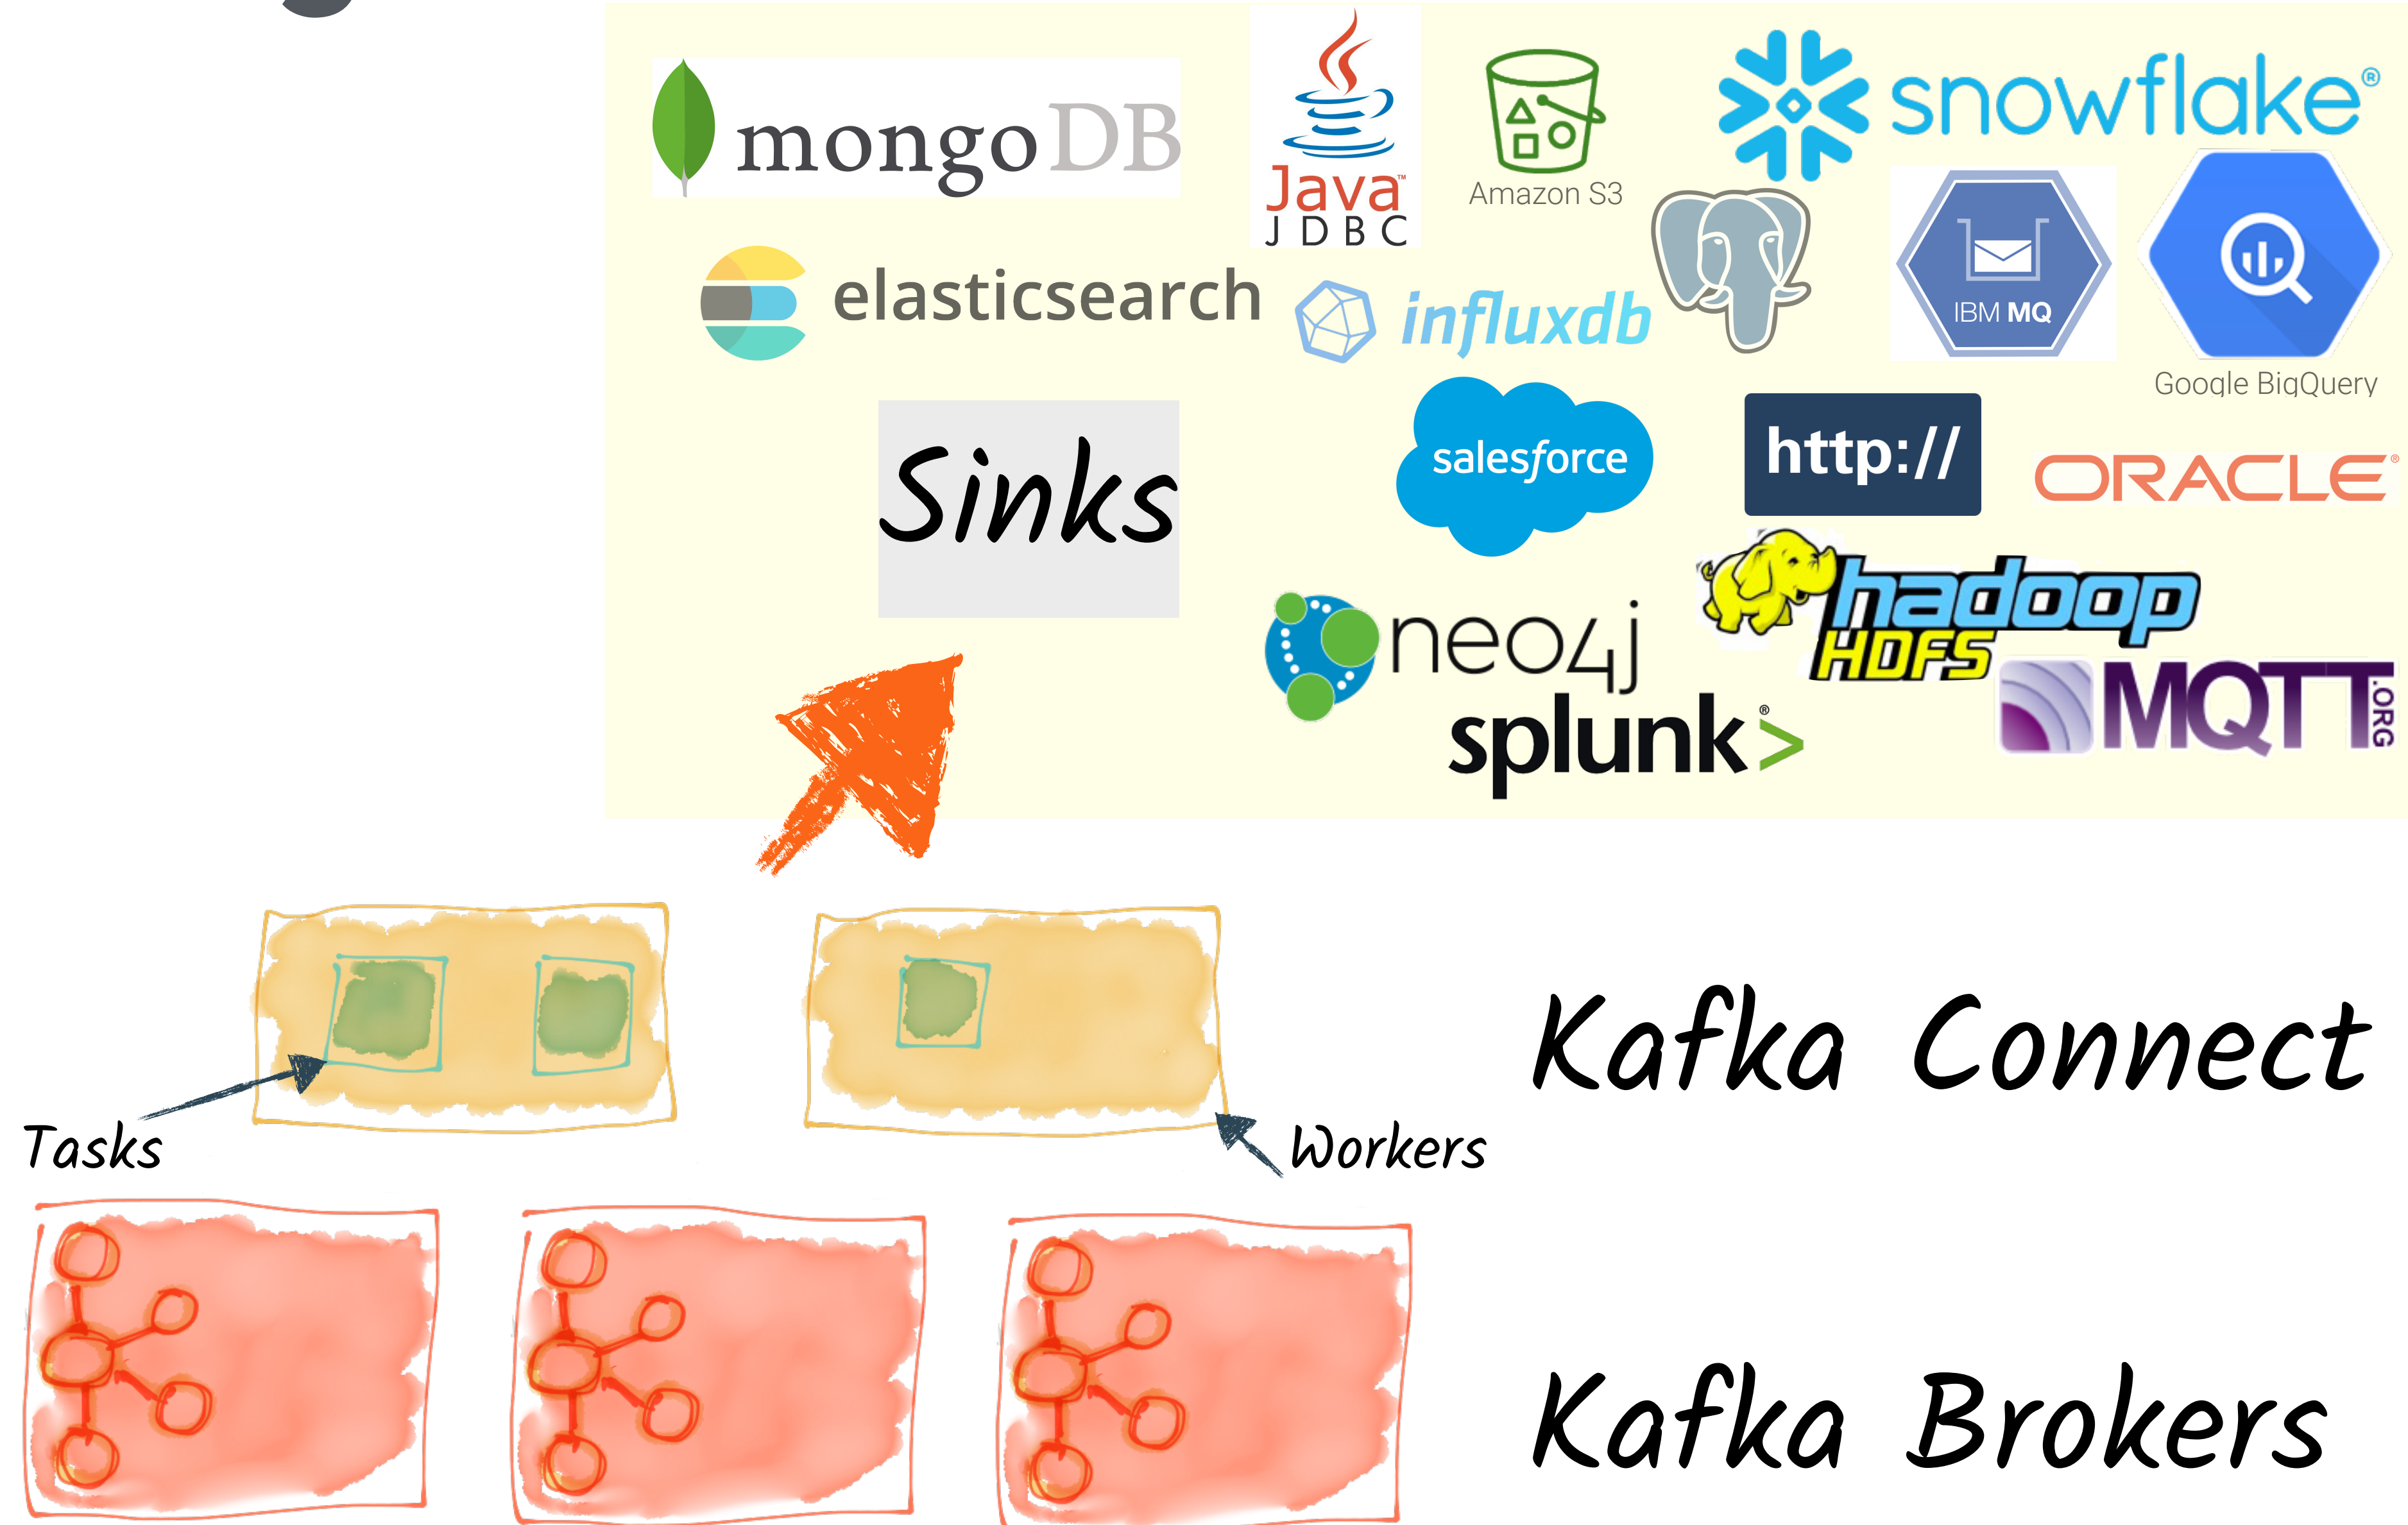 mongoDB
Java™
JDBC
Amazon S3
snowflake®
elasticsearch
influxdb
IBM MQ
Google BigQuery
Sinks
salesforce
http://
ORACLE®
neo4j
hadoop
HDFS
splunk®>
MQTT.ORG
Kafka Connect
Tasks
Workers
Kafka Brokers